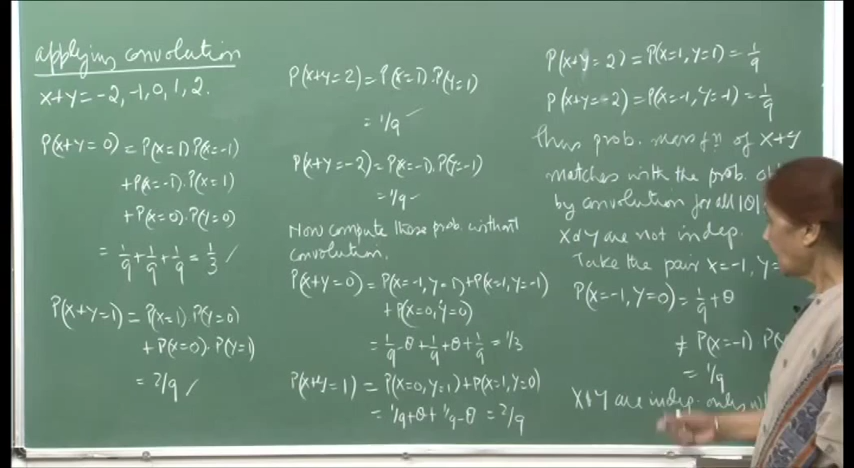 applying convolution
X+Y = -2, -1, 0, 1, 2.
P(X+Y=0) = P(X=1) P(X=-1)
+P(X=-1). P(X=1)
+P(X=0). P(Y=0)
= 1/9 + 1/9 + 1/9 = 1/3 ✓
P(X+Y=1) = P(X=1). P(Y=0)
+ P(X=0). P(Y=1)
= 2/9 ✓
P(X+Y=2) = P(X=1). P(Y=1)
= 1/9 ✓
P(X+Y=-2) = P(X=-1). P(Y=-1)
= 1/9 ✓
Now compute these prob. without
convolution.
P(X+Y=0) = P(X=-1, Y=1) + P(X=1, Y=-1)
+ P(X=0, Y=0)
= 1/9 - θ + 1/9 + θ + 1/9 = 1/3
P(X+Y=1) = P(X=0, Y=1) + P(X=1, Y=0)
= 1/9 + θ + 1/9 - θ = 2/9
P(X+Y=2) = P(X=1, Y=1) = 1/9
P(X+Y=-2) = P(X=-1, Y=-1) = 1/9
Thus prob. mass fn of X+Y
matches with the prob.
by convolution for all |θ|
X & Y are not indep.
Take the pair X=-1, Y=
P(X=-1, Y=0) = 1/9 + θ
≠ P(X=-1) P(
= 1/9
X & Y are indep. only